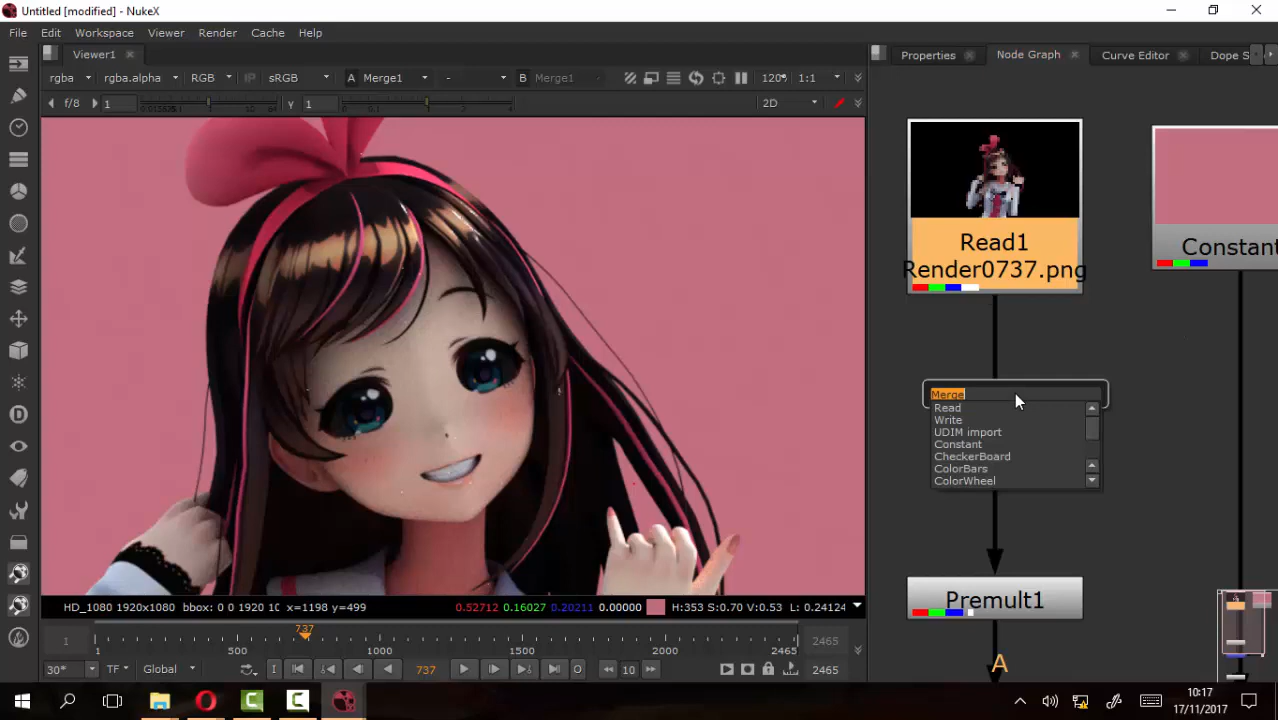 Untitled [modified] - NukeX
File Edit Workspace Viewer Render Cache Help
Viewer1
Properties Node Graph Curve Editor Dope S
rgba rgba.alpha RGB IP sRGB A Merge1 - B Merge1 120* 1:1
f/8 1 y 1 2D
Read1
Render0737.png
Constant
Merge
Read
Write
UDIM import
Constant
CheckerBoard
ColorBars
ColorWheel
Premult1
A
HD_1080 1920x1080 bbox: 0 0 1920 10 x=1198 y=499 0.52712 0.16027 0.20211 0.00000 H:353 S:0.70 V:0.53 L: 0.24124
1 737 2465
1 500 1000 1500 2000 2465
30* TF Global I 737 O 10 2465
10:17
17/11/2017